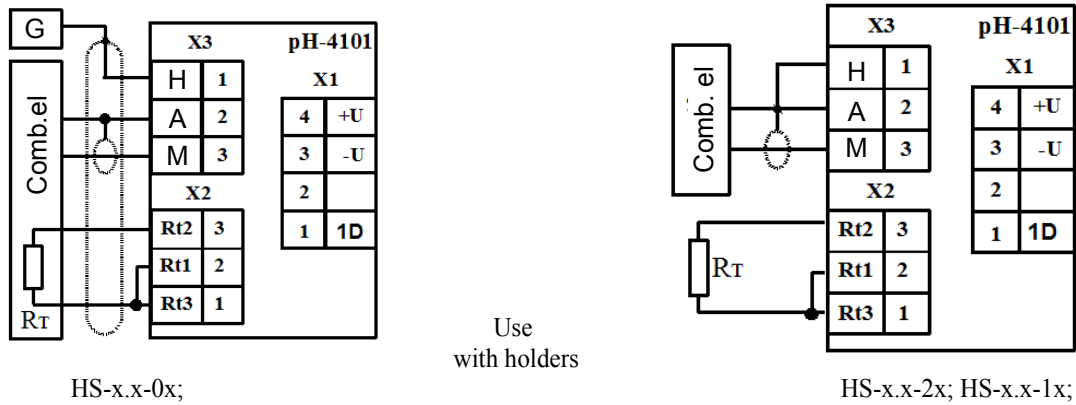 G
Comb.el
RT
X3
pH-4101
H 1
A 2
M 3
X1
4 +U
3 -U
2
1 1D
X2
Rt2 3
Rt1 2
Rt3 1
HS-x.x-0x;
Use
with holders
Comb. el
RT
X3
pH-4101
H 1
A 2
M 3
X1
4 +U
3 -U
2
1 1D
X2
Rt2 3
Rt1 2
Rt3 1
HS-x.x-2x; HS-x.x-1x;